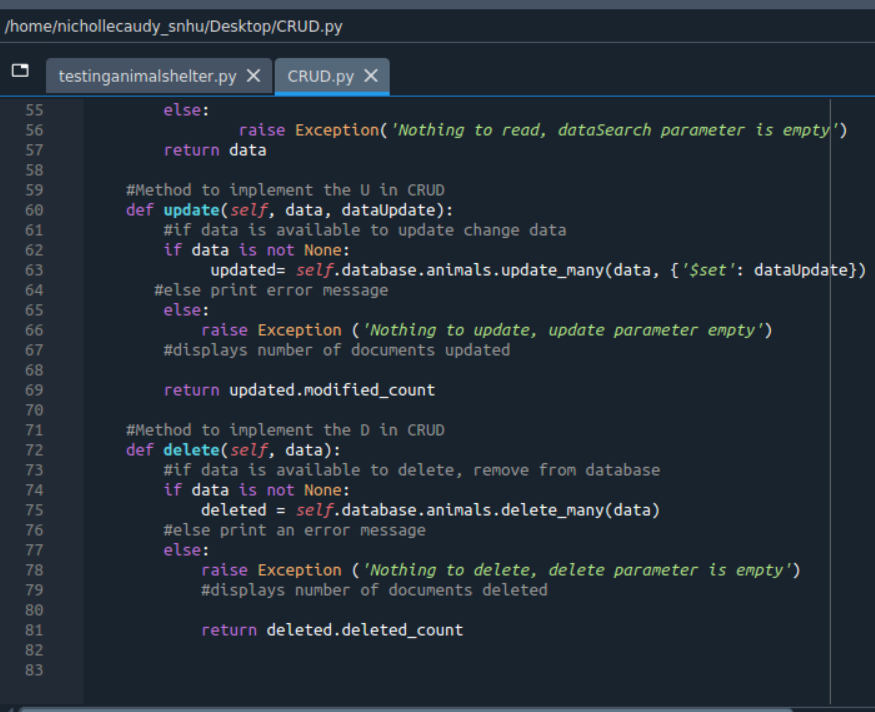 /home/nichollecaudy_snhu/Desktop/CRUD.py
testinganimalshelter.py CRUD.py
55 else:
56 raise Exception('Nothing to read, dataSearch parameter is empty')
57 return data
58
59 #Method to implement the U in CRUD
60 def update(self, data, dataUpdate):
61 #if data is available to update change data
62 if data is not None:
63 updated= self.database.animals.update_many(data, {'$set': dataUpdate})
64 #else print error message
65 else:
66 raise Exception ('Nothing to update, update parameter empty')
67 #displays number of documents updated
68
69 return updated.modified_count
70
71 #Method to implement the D in CRUD
72 def delete(self, data):
73 #if data is available to delete, remove from database
74 if data is not None:
75 deleted = self.database.animals.delete_many(data)
76 #else print an error message
77 else:
78 raise Exception ('Nothing to delete, delete parameter is empty')
79 #displays number of documents deleted
80
81 return deleted.deleted_count
82
83